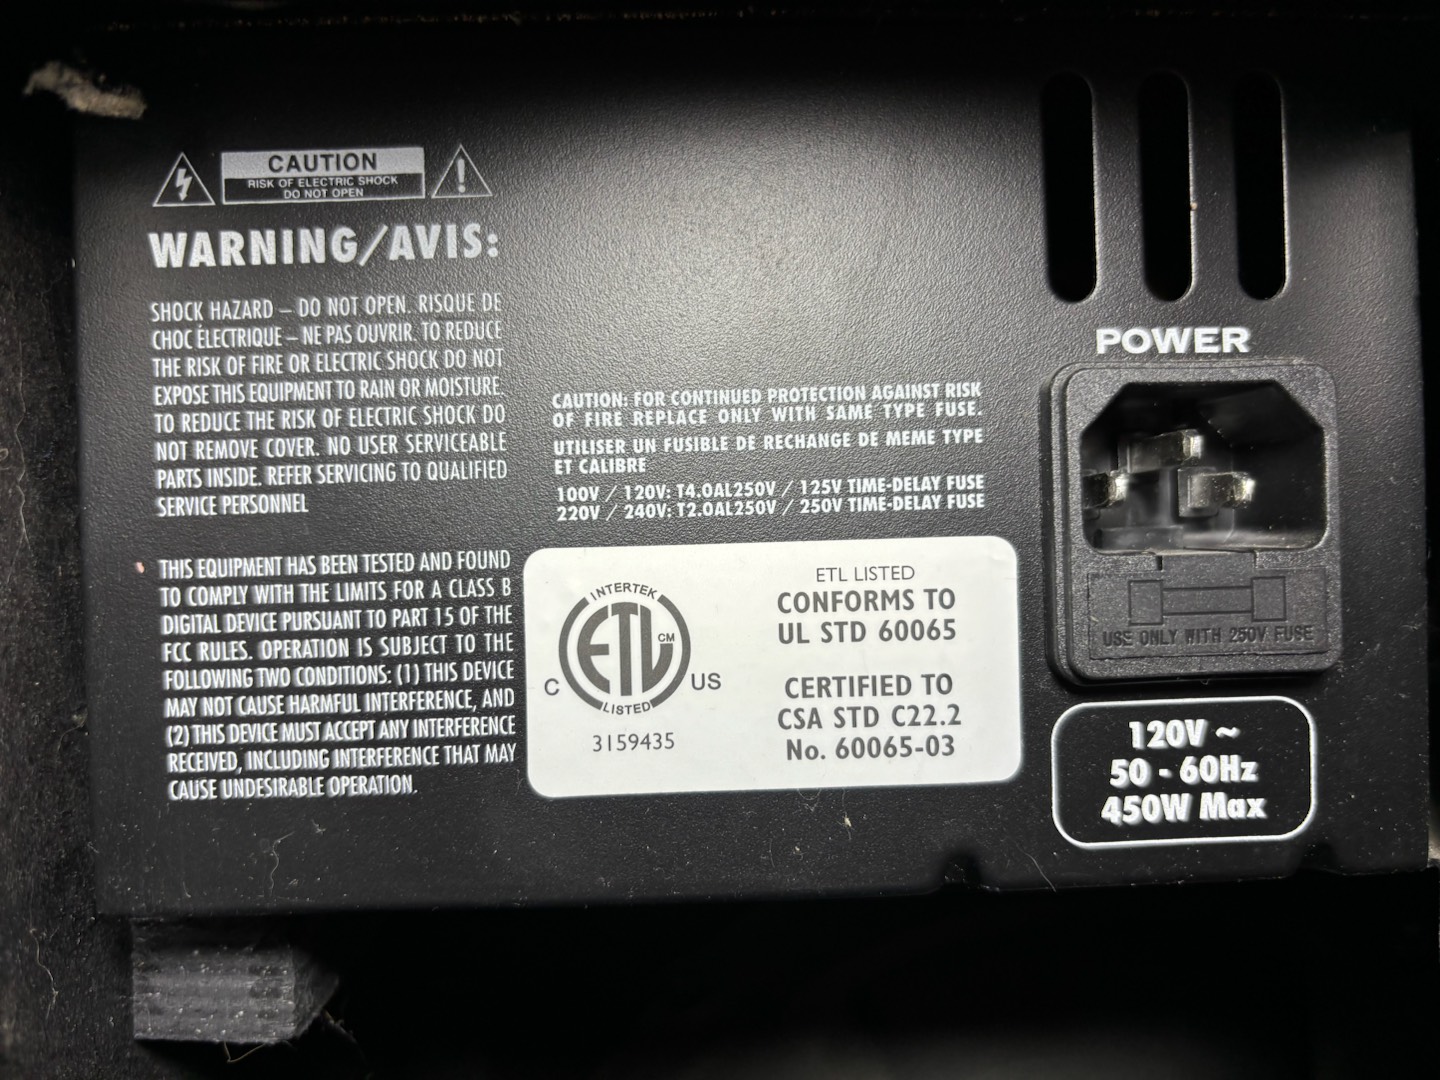 CAUTION
RISK OF ELECTRIC SHOCK
DO NOT OPEN
WARNING/AVIS:
SHOCK HAZARD – DO NOT OPEN. RISQUE DE
CHOC ÉLECTRIQUE – NE PAS OUVRIR. TO REDUCE
THE RISK OF FIRE OR ELECTRIC SHOCK DO NOT
EXPOSE THIS EQUIPMENT TO RAIN OR MOISTURE.
TO REDUCE THE RISK OF ELECTRIC SHOCK DO
NOT REMOVE COVER. NO USER SERVICEABLE
PARTS INSIDE. REFER SERVICING TO QUALIFIED
SERVICE PERSONNEL
THIS EQUIPMENT HAS BEEN TESTED AND FOUND
TO COMPLY WITH THE LIMITS FOR A CLASS B
DIGITAL DEVICE PURSUANT TO PART 15 OF THE
FCC RULES. OPERATION IS SUBJECT TO THE
FOLLOWING TWO CONDITIONS: (1) THIS DEVICE
MAY NOT CAUSE HARMFUL INTERFERENCE, AND
(2) THIS DEVICE MUST ACCEPT ANY INTERFERENCE
RECEIVED, INCLUDING INTERFERENCE THAT MAY
CAUSE UNDESIRABLE OPERATION.
CAUTION: FOR CONTINUED PROTECTION AGAINST RISK
OF FIRE REPLACE ONLY WITH SAME TYPE FUSE.
UTILISER UN FUSIBLE DE RECHANGE DE MEME TYPE
ET CALIBRE
100V / 120V: T4.0AL250V / 125V TIME-DELAY FUSE
220V / 240V: T2.0AL250V / 250V TIME-DELAY FUSE
INTERTEK
ETL CM
C US
LISTED
3159435
ETL LISTED
CONFORMS TO
UL STD 60065
CERTIFIED TO
CSA STD C22.2
No. 60065-03
POWER
USE ONLY WITH 250V FUSE
120V ~
50 - 60Hz
450W Max